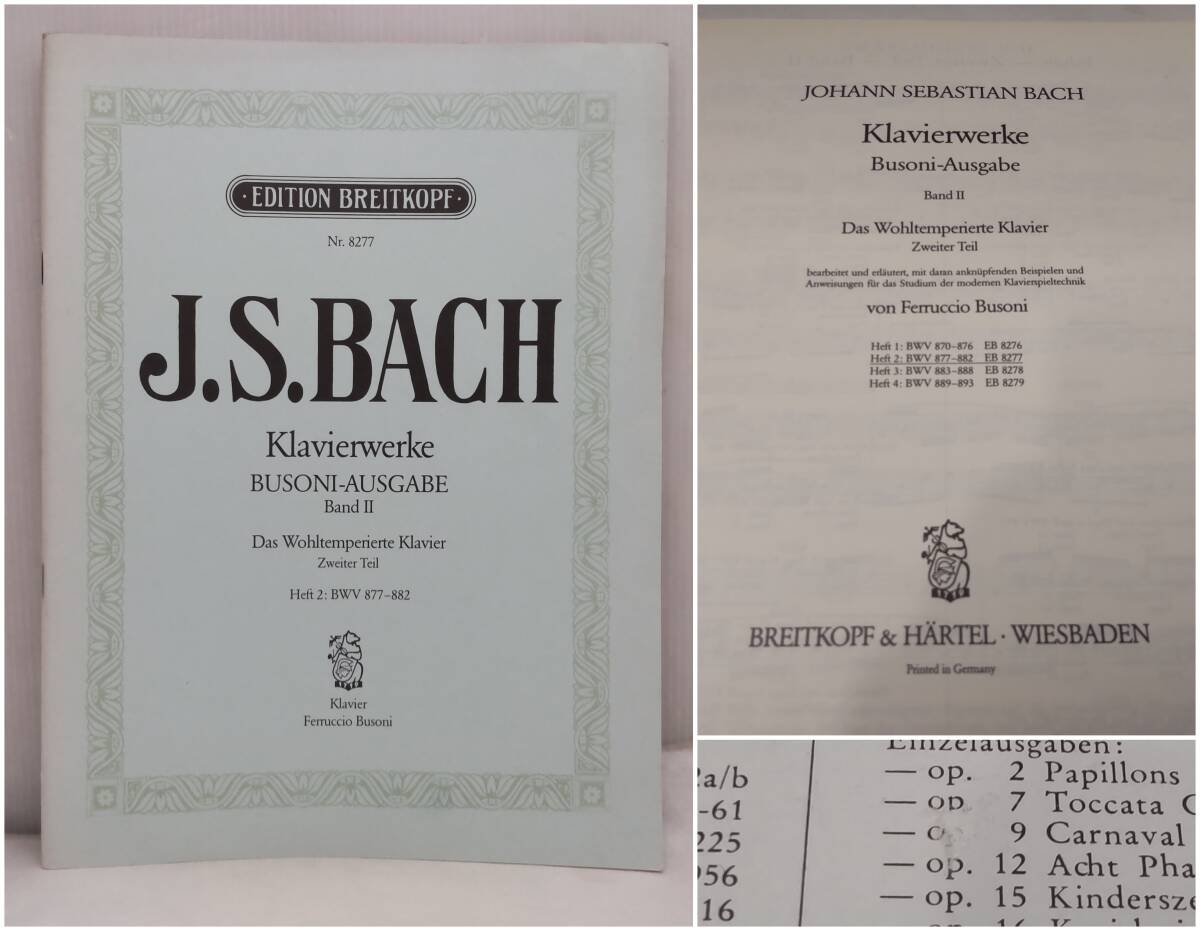 · EDITION BREITKOPF ·
Nr. 8277
J.S.BACH
Klavierwerke
BUSONI-AUSGABE
Band II
Das Wohltemperierte Klavier
Zweiter Teil
Heft 2: BWV 877–882
1719
Klavier
Ferruccio Busoni
JOHANN SEBASTIAN BACH
Klavierwerke
Busoni-Ausgabe
Band II
Das Wohltemperierte Klavier
Zweiter Teil
bearbeitet und erläutert, mit daran anknüpfenden Beispielen und
Anweisungen für das Studium der modernen Klavierspieltechnik
von Ferruccio Busoni
Heft 1: BWV 870–876 EB 8276
Heft 2: BWV 877–882 EB 8277
Heft 3: BWV 883–888 EB 8278
Heft 4: BWV 889–893 EB 8279
1719
BREITKOPF & HÄRTEL · WIESBADEN
Printed in Germany
a/b
-61
225
956
16
Einzelausgaben:
— op. 2 Papillons
— op 7 Toccata
— 9 Carnaval
— op. 12 Acht Pha
— op. 15 Kindersze